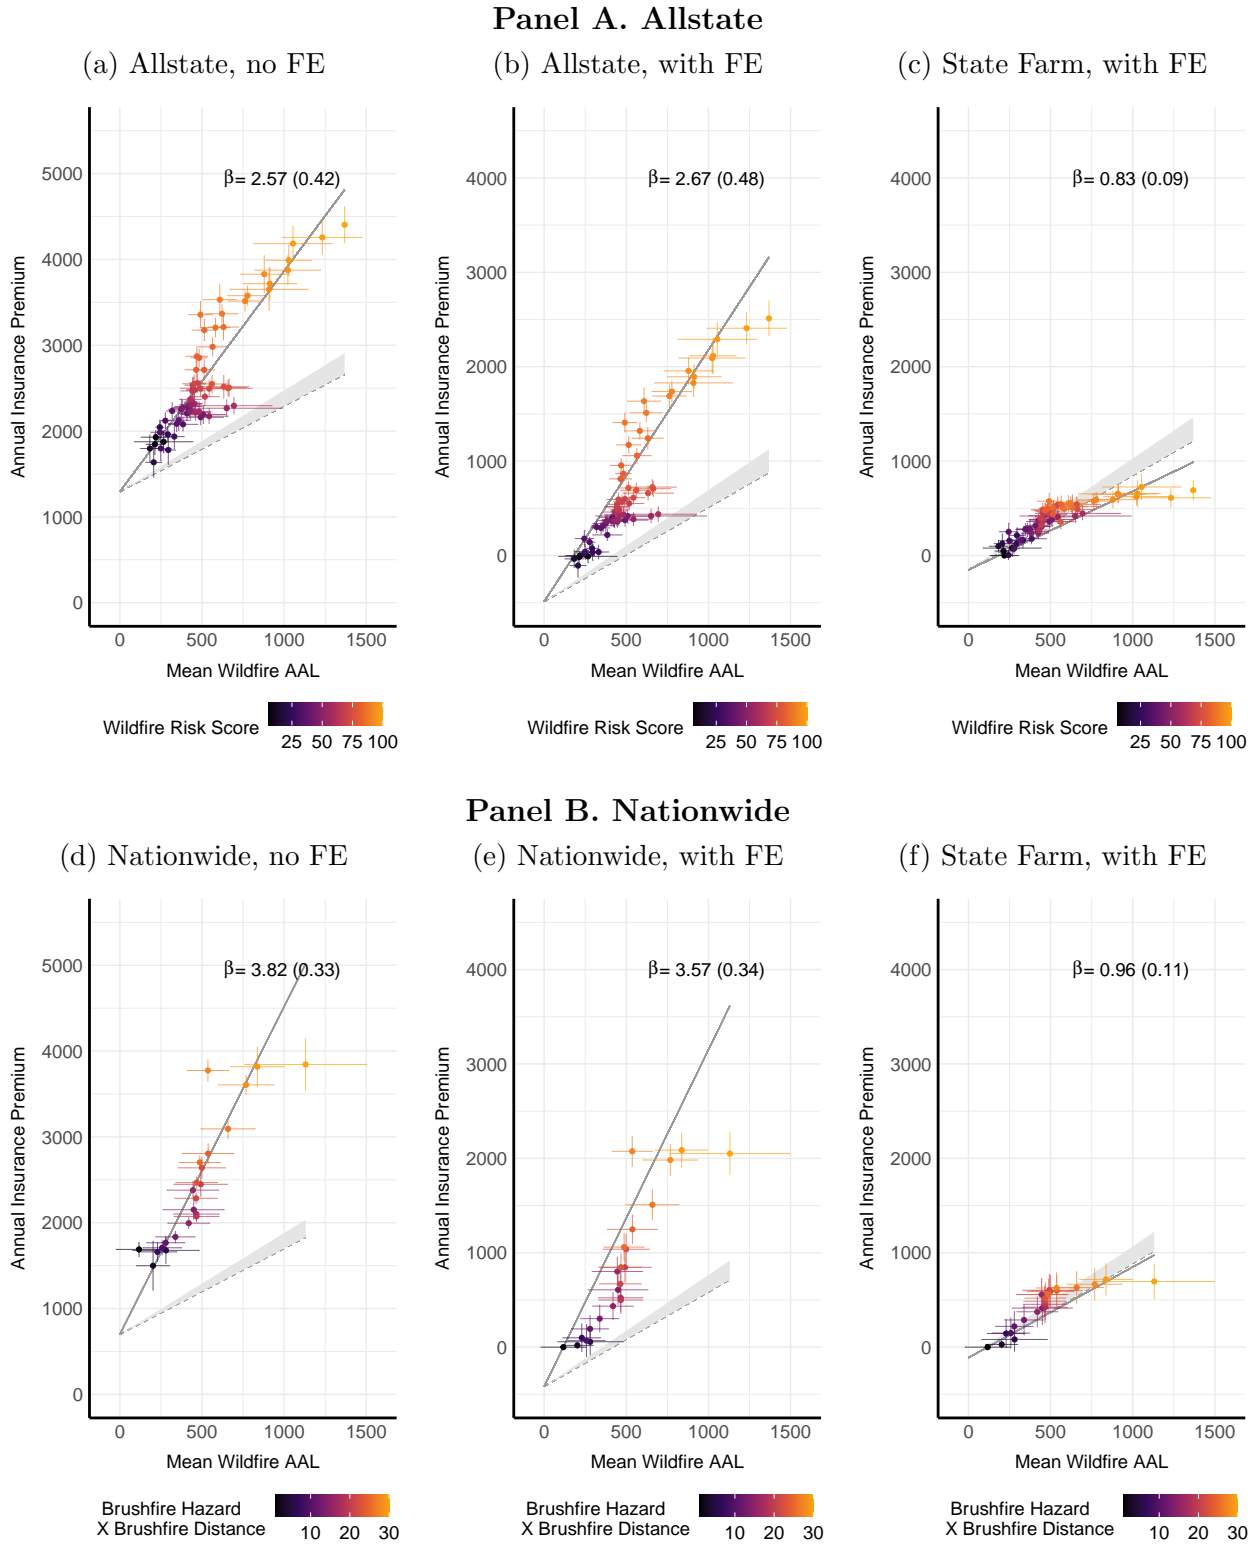 Panel A. Allstate
(a) Allstate, no FE
(b) Allstate, with FE
(c) State Farm, with FE
β= 2.57 (0.42)
5000
4000
3000
2000
1000
0
Annual Insurance Premium
0 500 1000 1500
Mean Wildfire AAL
Wildfire Risk Score
25 50 75 100
β= 2.67 (0.48)
4000
3000
2000
1000
0
Annual Insurance Premium
0 500 1000 1500
Mean Wildfire AAL
Wildfire Risk Score
25 50 75 100
β= 0.83 (0.09)
4000
3000
2000
1000
0
Annual Insurance Premium
0 500 1000 1500
Mean Wildfire AAL
Wildfire Risk Score
25 50 75 100
Panel B. Nationwide
(d) Nationwide, no FE
(e) Nationwide, with FE
(f) State Farm, with FE
β= 3.82 (0.33)
5000
4000
3000
2000
1000
0
Annual Insurance Premium
0 500 1000 1500
Mean Wildfire AAL
Brushfire Hazard
X Brushfire Distance
10 20 30
β= 3.57 (0.34)
4000
3000
2000
1000
0
Annual Insurance Premium
0 500 1000 1500
Mean Wildfire AAL
Brushfire Hazard
X Brushfire Distance
10 20 30
β= 0.96 (0.11)
4000
3000
2000
1000
0
Annual Insurance Premium
0 500 1000 1500
Mean Wildfire AAL
Brushfire Hazard
X Brushfire Distance
10 20 30